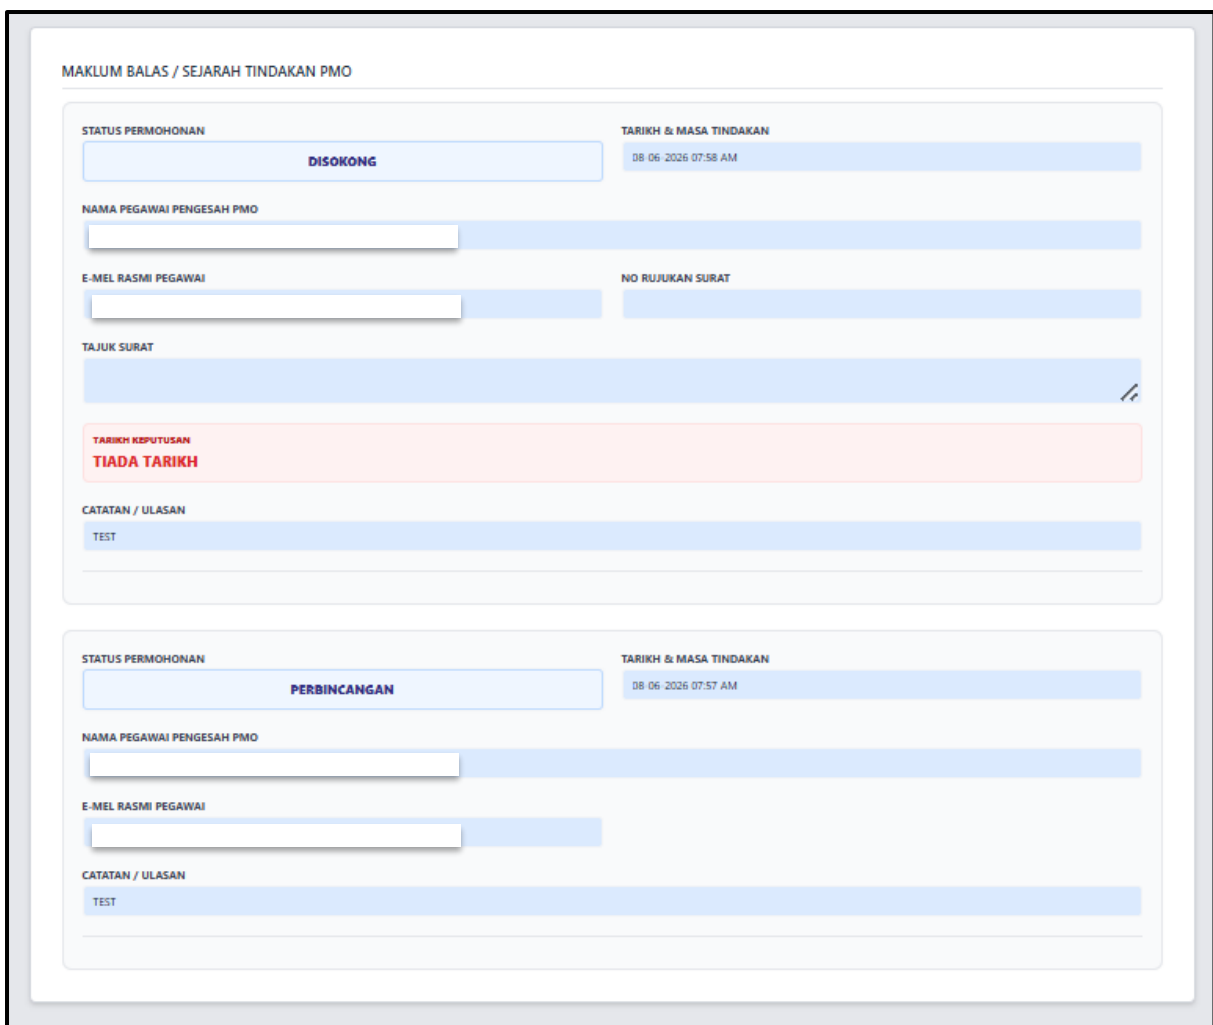 MAKLUM BALAS / SEJARAH TINDAKAN PMO
STATUS PERMOHONAN
TARIKH & MASA TINDAKAN
DISOKONG
08-06-2026 07:58 AM
NAMA PEGAWAI PENGESAH PMO
E-MEL RASMI PEGAWAI
NO RUJUKAN SURAT
TAJUK SURAT
TARIKH KEPUTUSAN
TIADA TARIKH
CATATAN / ULASAN
TEST
STATUS PERMOHONAN
TARIKH & MASA TINDAKAN
PERBINCANGAN
08-06-2026 07:57 AM
NAMA PEGAWAI PENGESAH PMO
E-MEL RASMI PEGAWAI
CATATAN / ULASAN
TEST